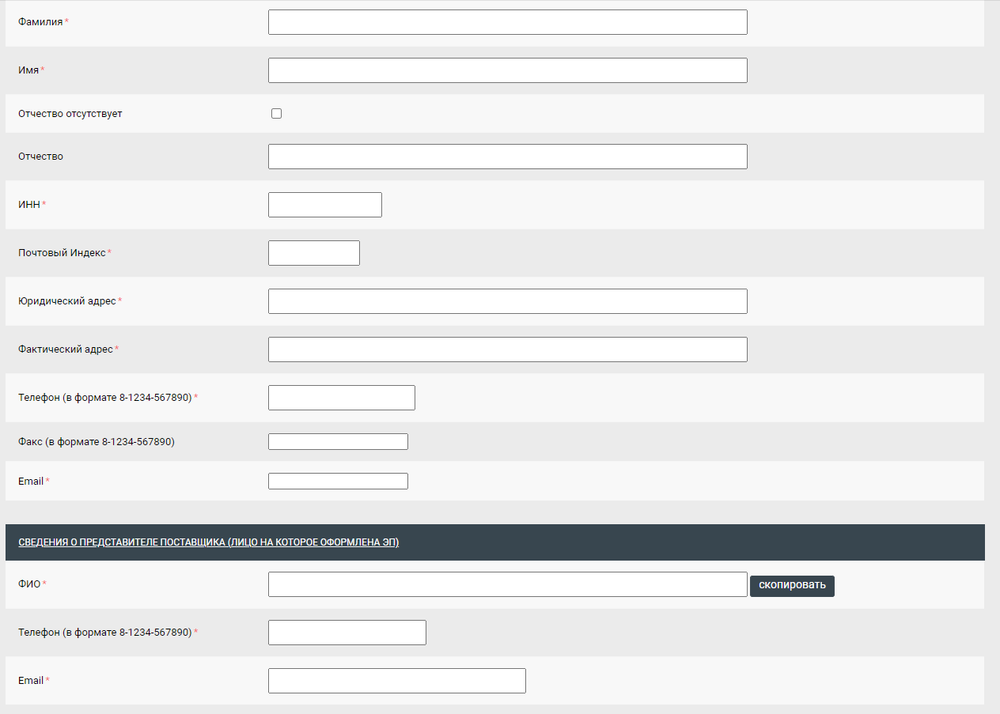 Фамилия *
Имя *
Отчество отсутствует
Отчество
ИНН *
Почтовый Индекс *
Юридический адрес *
Фактический адрес *
Телефон (в формате 8-1234-567890) *
Факс (в формате 8-1234-567890)
Email *
СВЕДЕНИЯ О ПРЕДСТАВИТЕЛЕ ПОСТАВЩИКА (ЛИЦО НА КОТОРОЕ ОФОРМЛЕНА ЭП)
ФИО * скопировать
Телефон (в формате 8-1234-567890) *
Email *